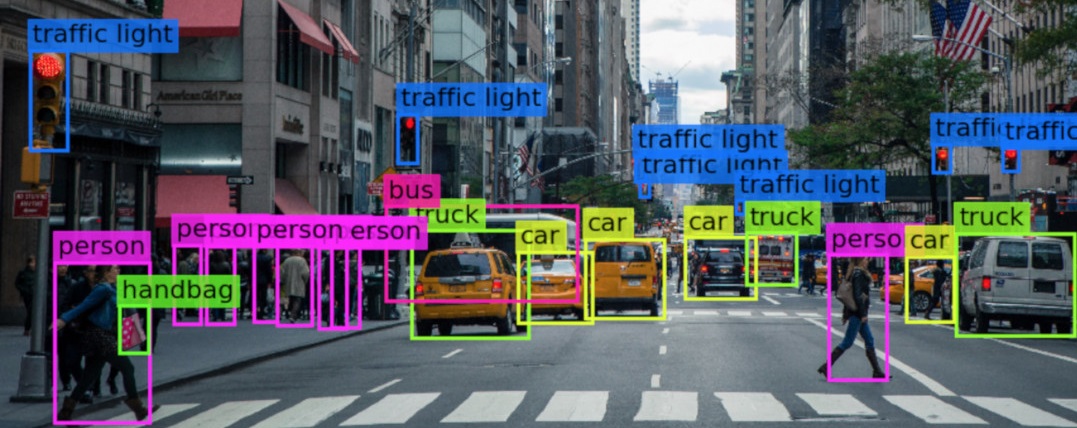 traffic light
traffic light
traffic light
traffic light
traffic light
traffic
traffic
American Girl Place
bus
truck
car
car
car
truck
truck
person
perso
person
erson
perso
car
handbag